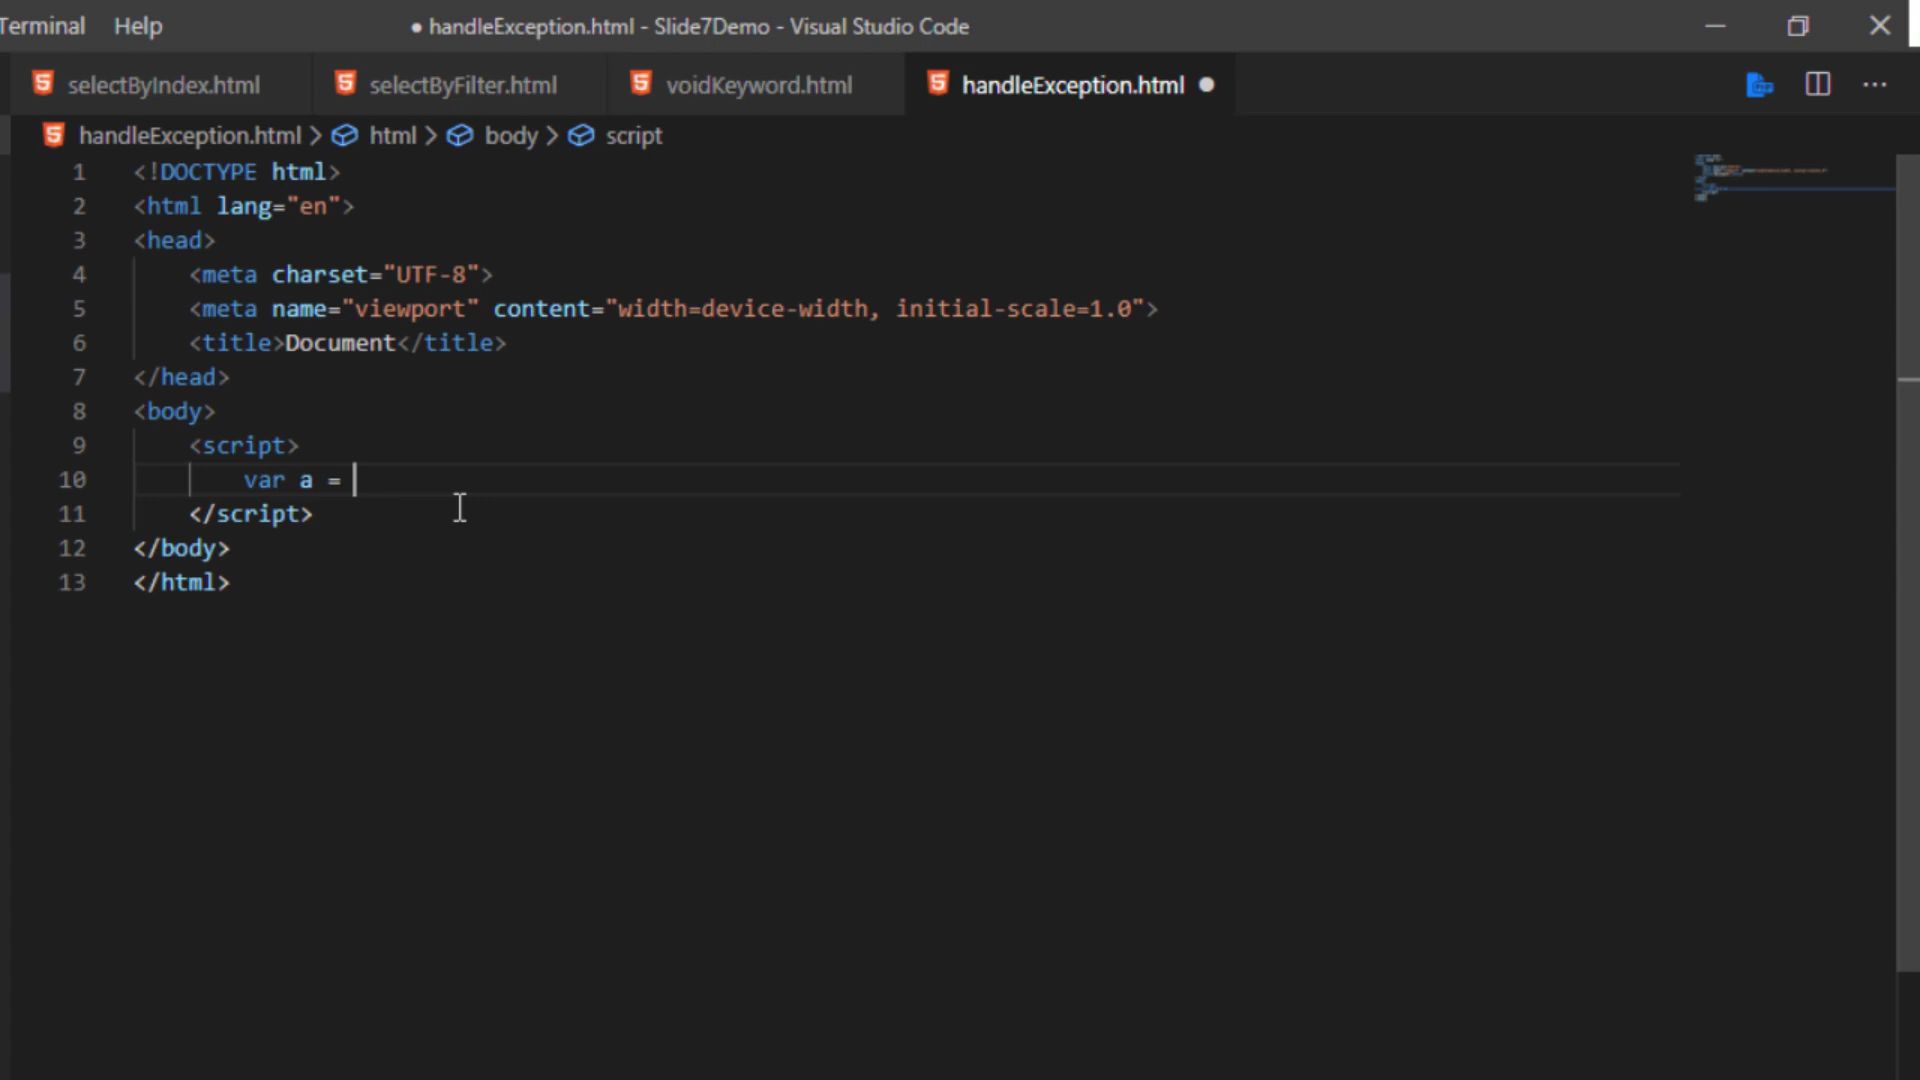 Terminal Help ● handleException.html - Slide7Demo - Visual Studio Code
selectByIndex.html selectByFilter.html voidKeyword.html handleException.html
handleException.html > html > body > script
1 <!DOCTYPE html>
2 <html lang="en">
3 <head>
4 <meta charset="UTF-8">
5 <meta name="viewport" content="width=device-width, initial-scale=1.0">
6 <title>Document</title>
7 </head>
8 <body>
9 <script>
10 var a =
11 </script>
12 </body>
13 </html>